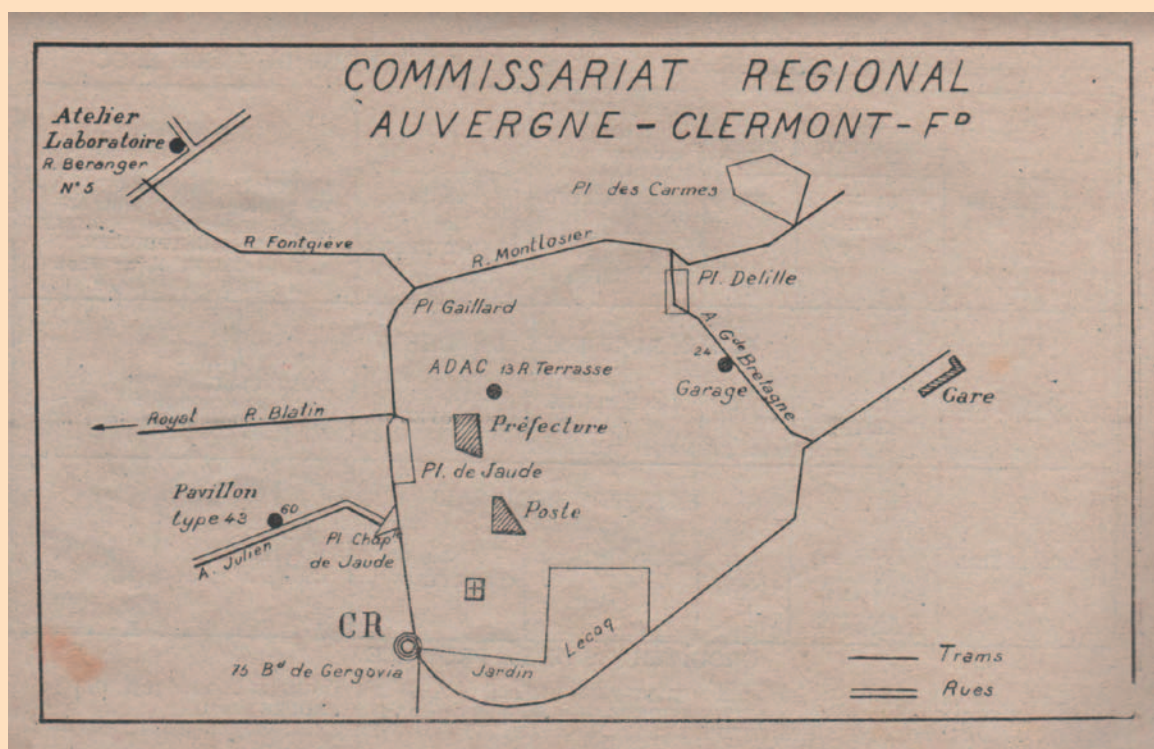 COMMISSARIAT REGIONAL
AUVERGNE - CLERMONT - Fᴰ
Atelier
Laboratoire
R. Beranger
N° 5
Pl. des Carmes
R Fontgiève
R. Montlosier
Pl. Delille
Pl. Gaillard
A. Gde Bretagne
24
Garage
ADAC 13 R. Terrasse
Gare
Royat R. Blatin
Préfecture
Pl. de Jaude
Pavillon
type 43
60
Poste
A. Julien
Pl Chapˡˡᵉ
de Jaude
CR
75 Bᵈ de Gergovia
Jardin Lecoq
Trams
Rues